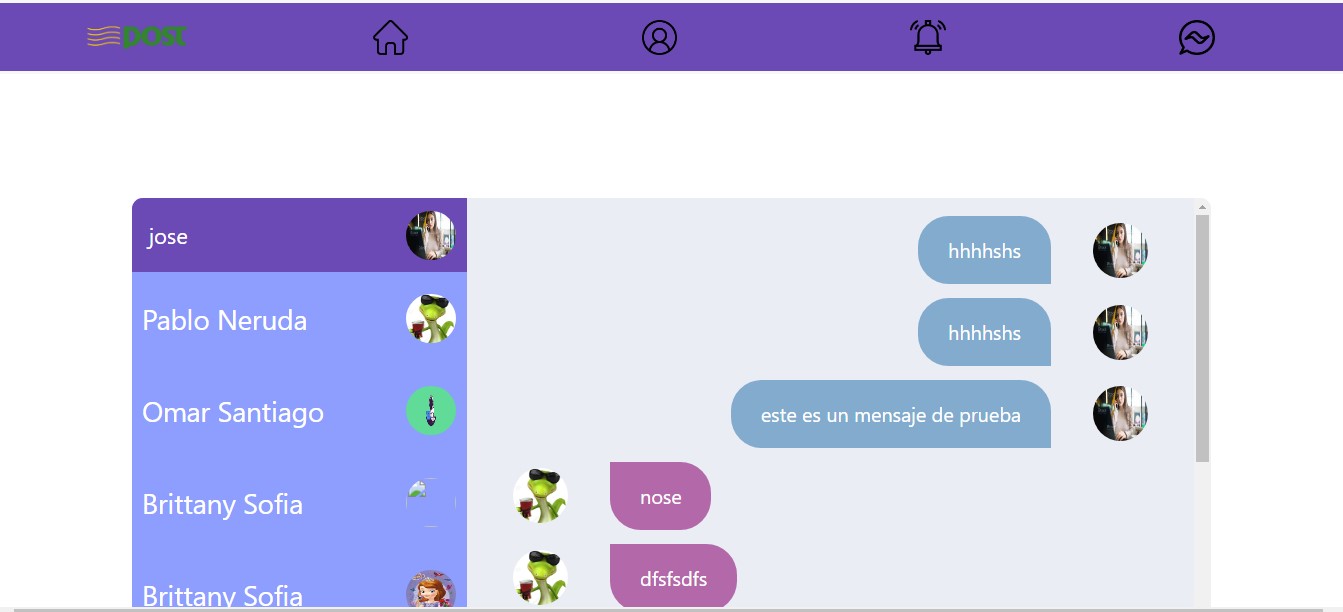 post
jose
Pablo Neruda
Omar Santiago
Brittany Sofia
Brittany Sofia
hhhhshs
hhhhshs
este es un mensaje de prueba
nose
dfsfsdfs